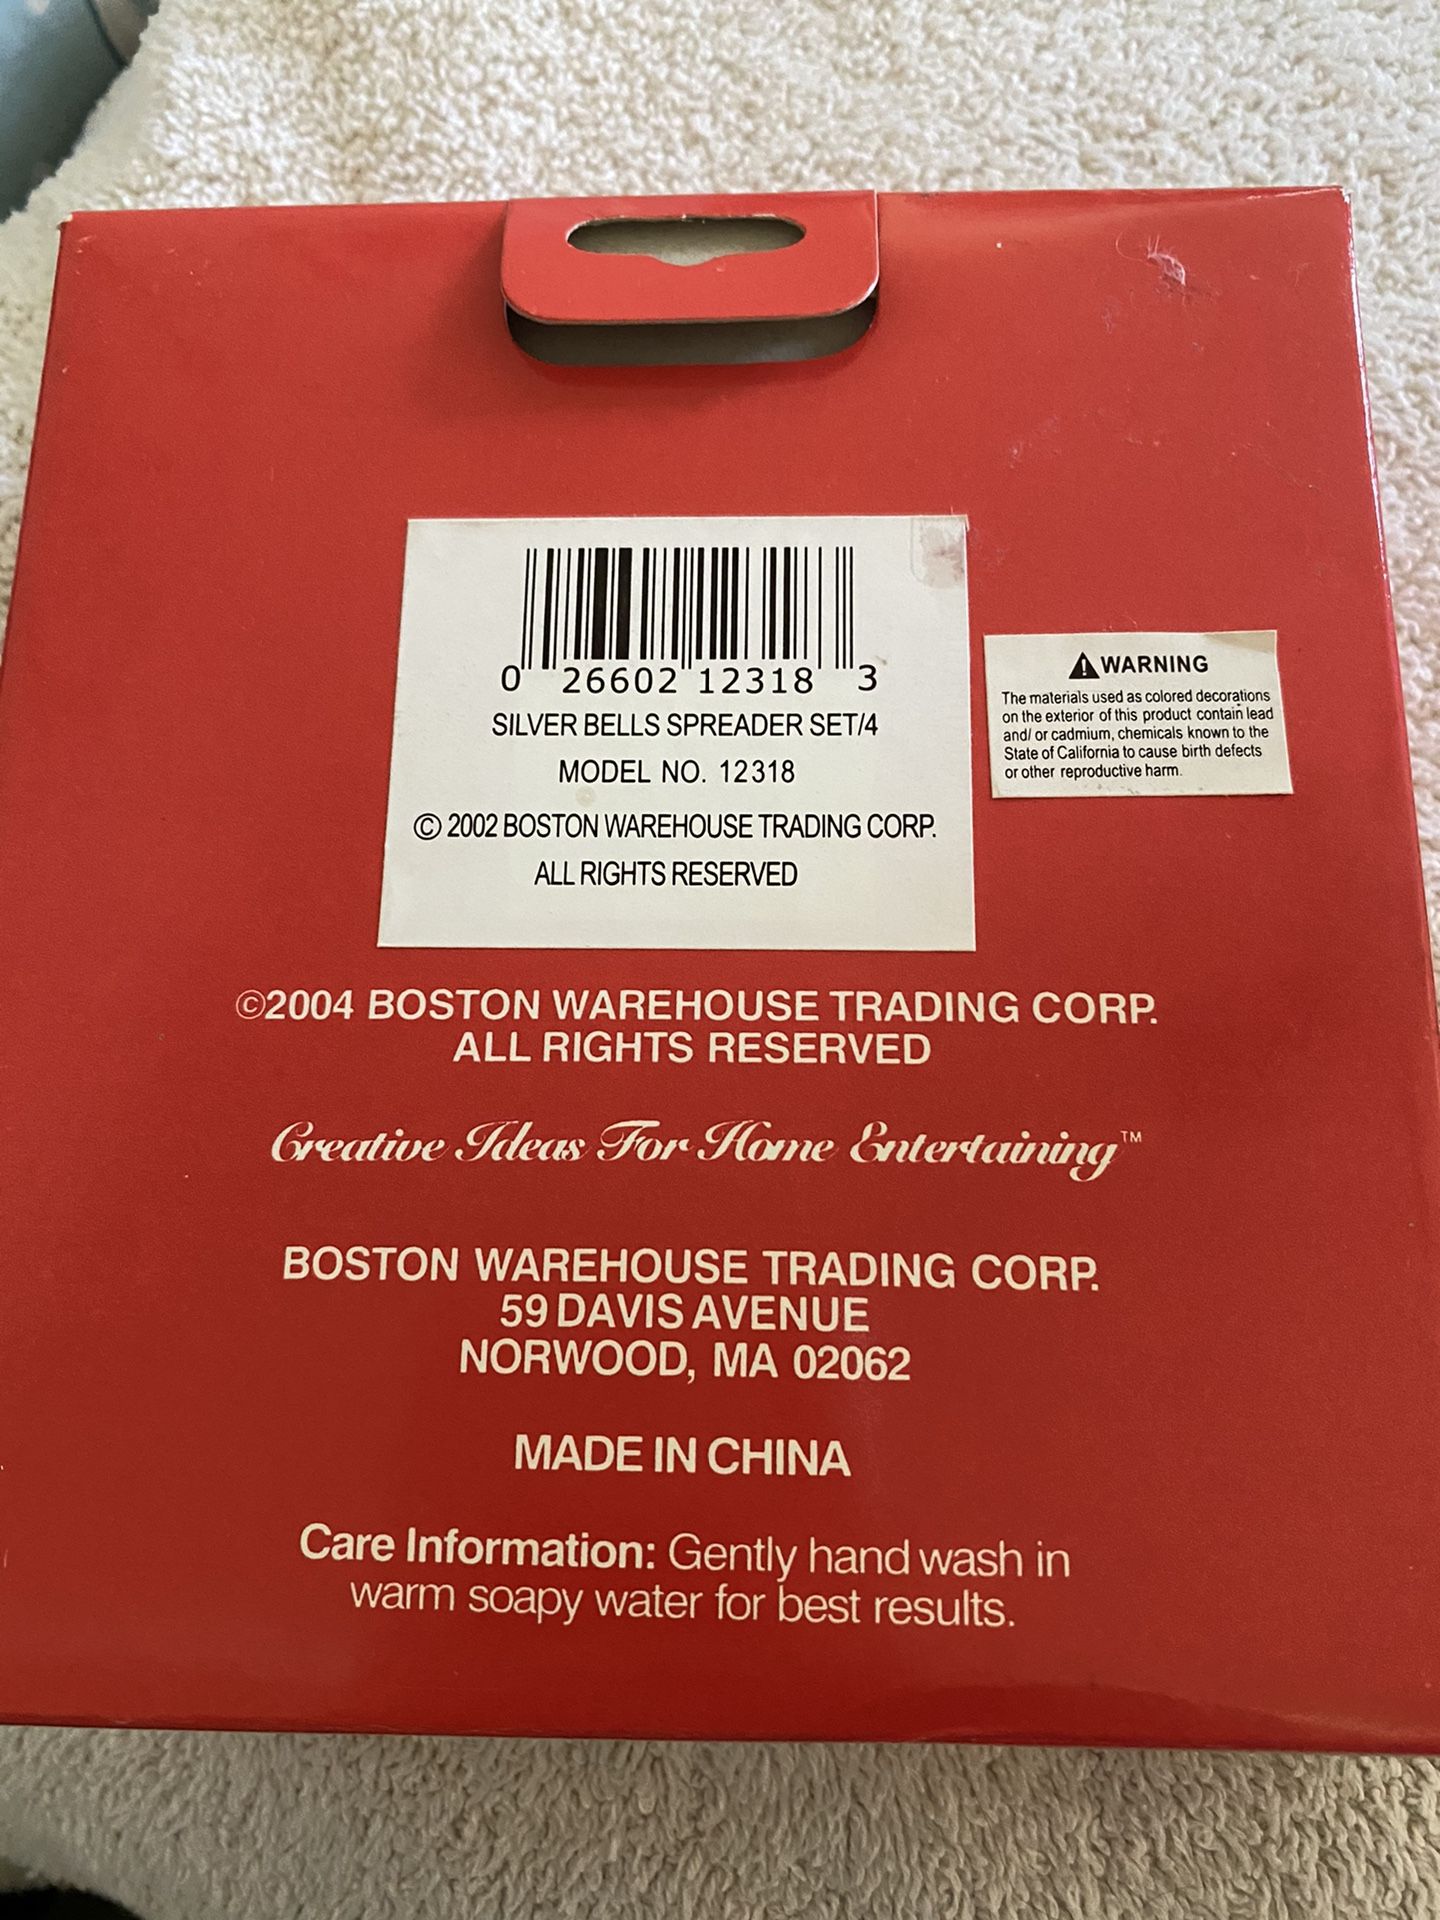 0 26602 12318 3
SILVER BELLS SPREADER SET/4
MODEL NO. 12318
© 2002 BOSTON WAREHOUSE TRADING CORP.
ALL RIGHTS RESERVED
WARNING
The materials used as colored decorations
on the exterior of this product contain lead
and/ or cadmium, chemicals known to the
State of California to cause birth defects
or other reproductive harm.
©2004 BOSTON WAREHOUSE TRADING CORP.
ALL RIGHTS RESERVED
Creative Ideas For Home Entertaining™
BOSTON WAREHOUSE TRADING CORP.
59 DAVIS AVENUE
NORWOOD, MA 02062
MADE IN CHINA
Care Information: Gently hand wash in
warm soapy water for best results.